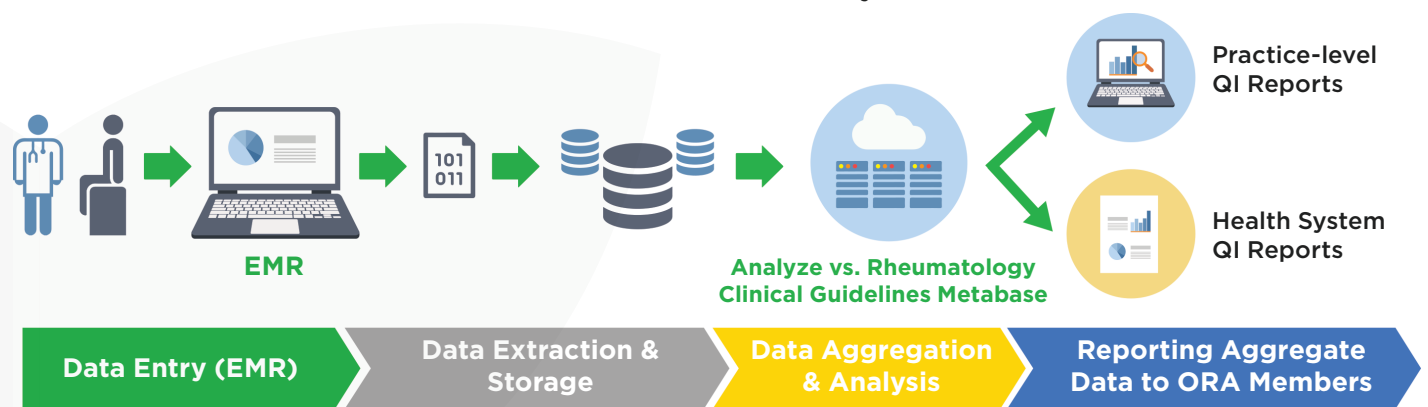 Practice-level
QI Reports
101
011
EMR
Health System
QI Reports
Analyze vs. Rheumatology
Clinical Guidelines Metabase
Data Entry (EMR)
Data Extraction &
Storage
Data Aggregation
& Analysis
Reporting Aggregate
Data to ORA Members